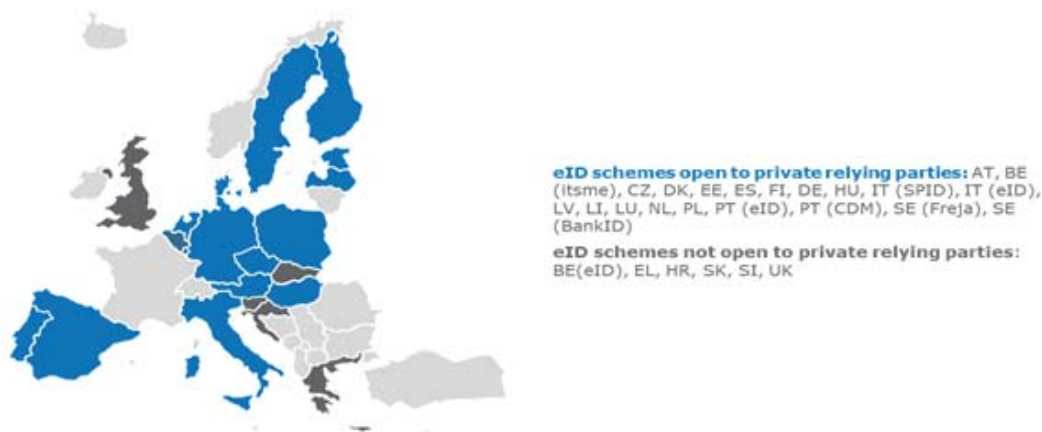 eID schemes open to private relying parties: AT, BE
(itsme), CZ, DK, EE, ES, FI, DE, HU, IT (SPID), IT (eID),
LV, LI, LU, NL, PL, PT (eID), PT (CDM), SE (Freja), SE
(BankID)
eID schemes not open to private relying parties:
BE(eID), EL, HR, SK, SI, UK